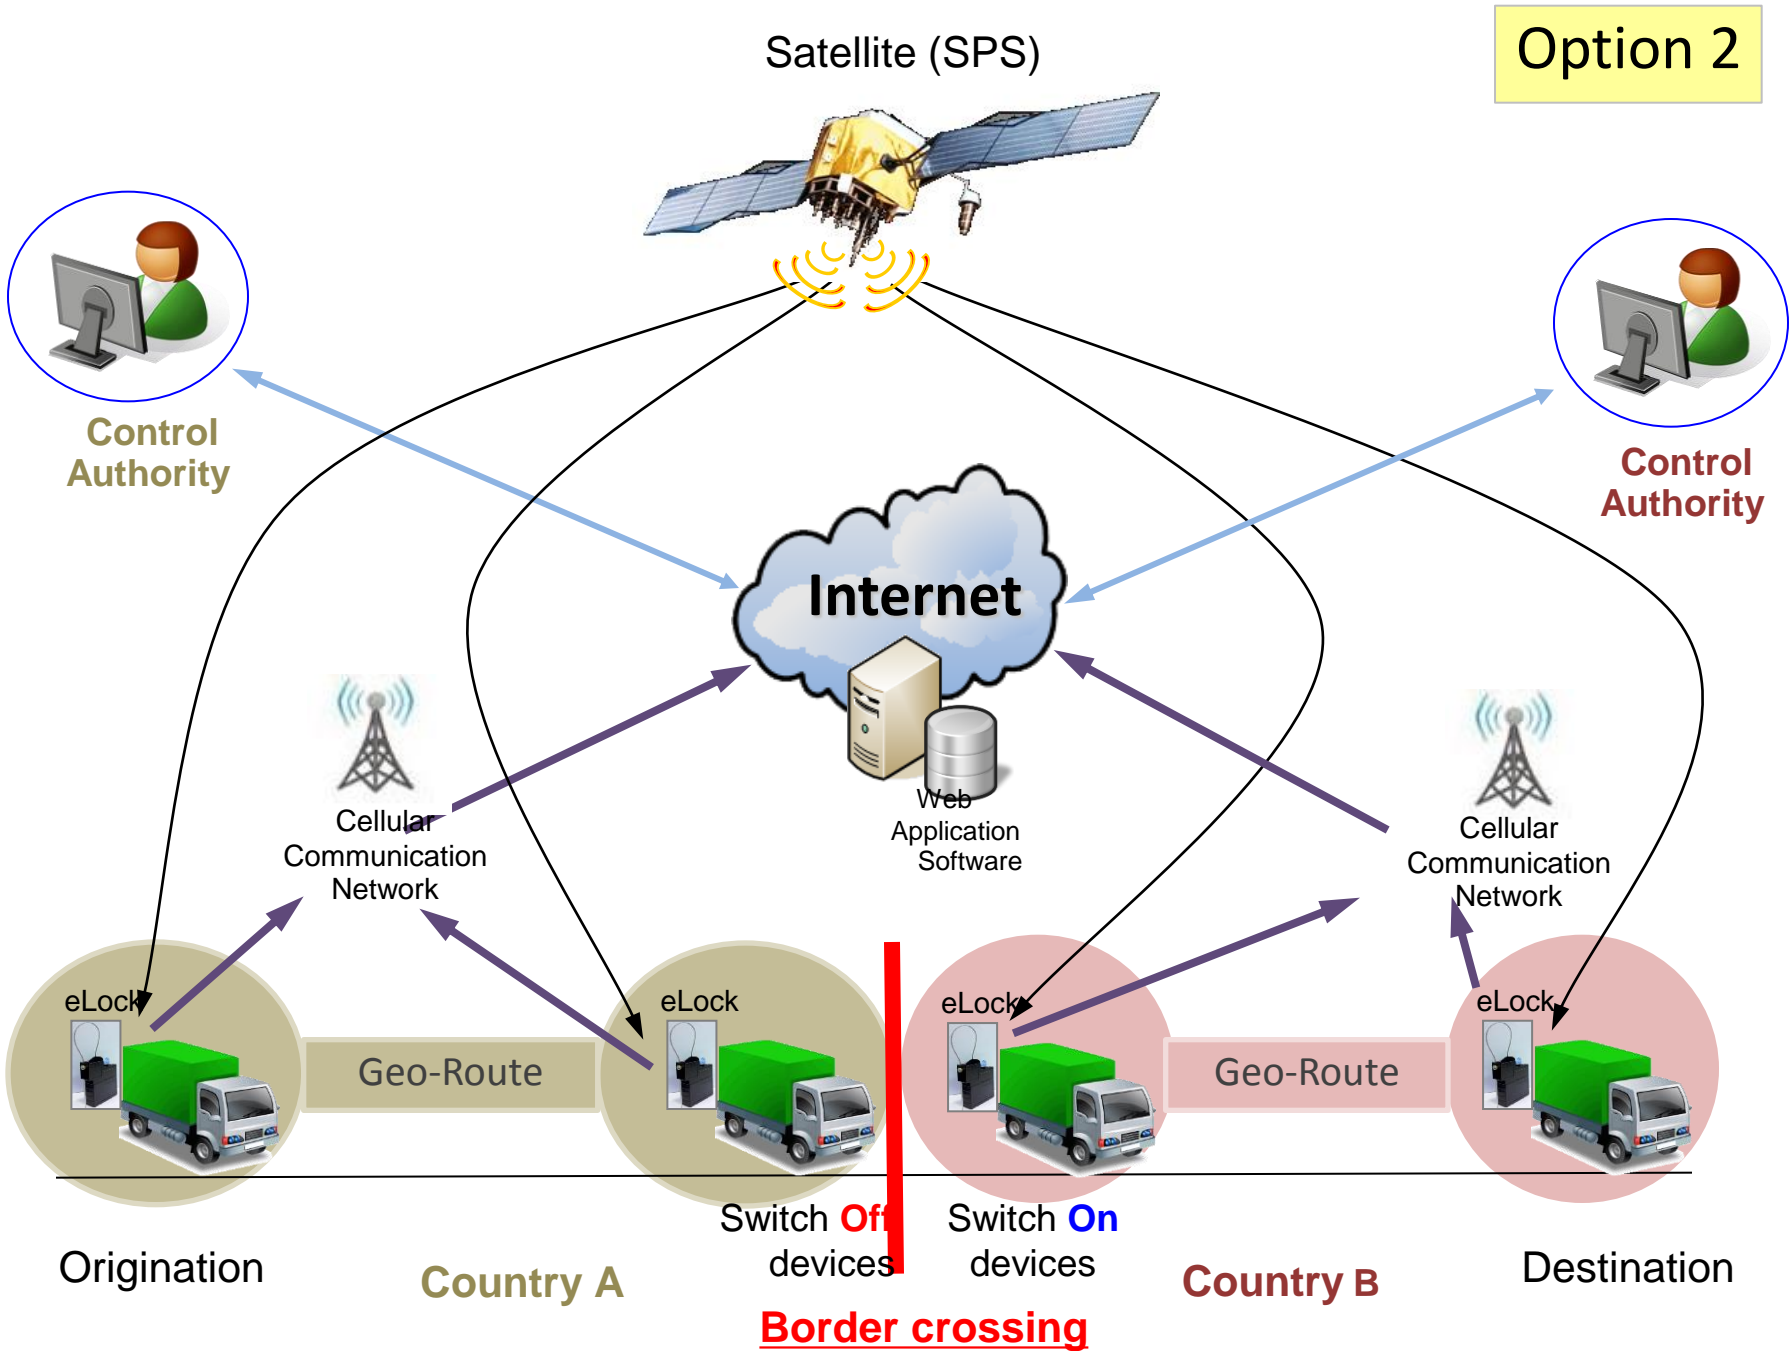 Option 2
Satellite (SPS)
Control
Authority
Control
Authority
Internet
Web
Application
Software
Cellular
Communication
Network
Cellular
Communication
Network
eLock
eLock
eLock
eLock
Geo-Route
Geo-Route
Switch Off
devices
Switch On
devices
Origination
Country A
Country B
Destination
Border crossing